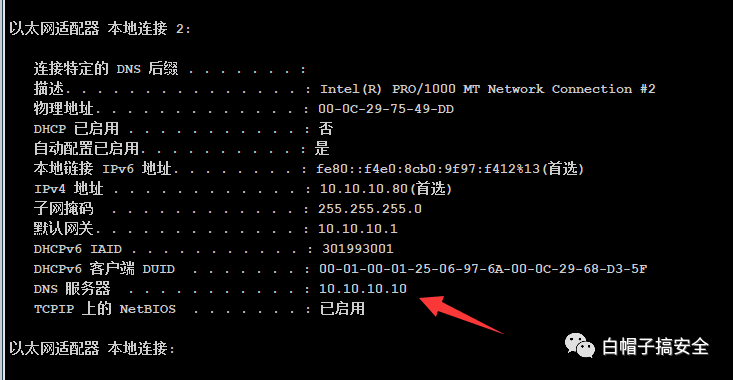 以太网适配器 本地连接 2:
连接特定的 DNS 后缀 . . . . . . . :
描述. . . . . . . . . . . . . . . : Intel(R) PRO/1000 MT Network Connection #2
物理地址. . . . . . . . . . . . . : 00-0C-29-75-49-DD
DHCP 已启用 . . . . . . . . . . . : 否
自动配置已启用. . . . . . . . . . : 是
本地链接 IPv6 地址. . . . . . . . : fe80::f4e0:8cb0:9f97:f412%13(首选)
IPv4 地址 . . . . . . . . . . . . : 10.10.10.80(首选)
子网掩码 . . . . . . . . . . . . : 255.255.255.0
默认网关. . . . . . . . . . . . . : 10.10.10.1
DHCPv6 IAID . . . . . . . . . . . : 301993001
DHCPv6 客户端 DUID . . . . . . . : 00-01-00-01-25-06-97-6A-00-0C-29-68-D3-5F
DNS 服务器 . . . . . . . . . . . : 10.10.10.10
TCPIP 上的 NetBIOS . . . . . . . : 已启用
以太网适配器 本地连接:
白帽子搞安全